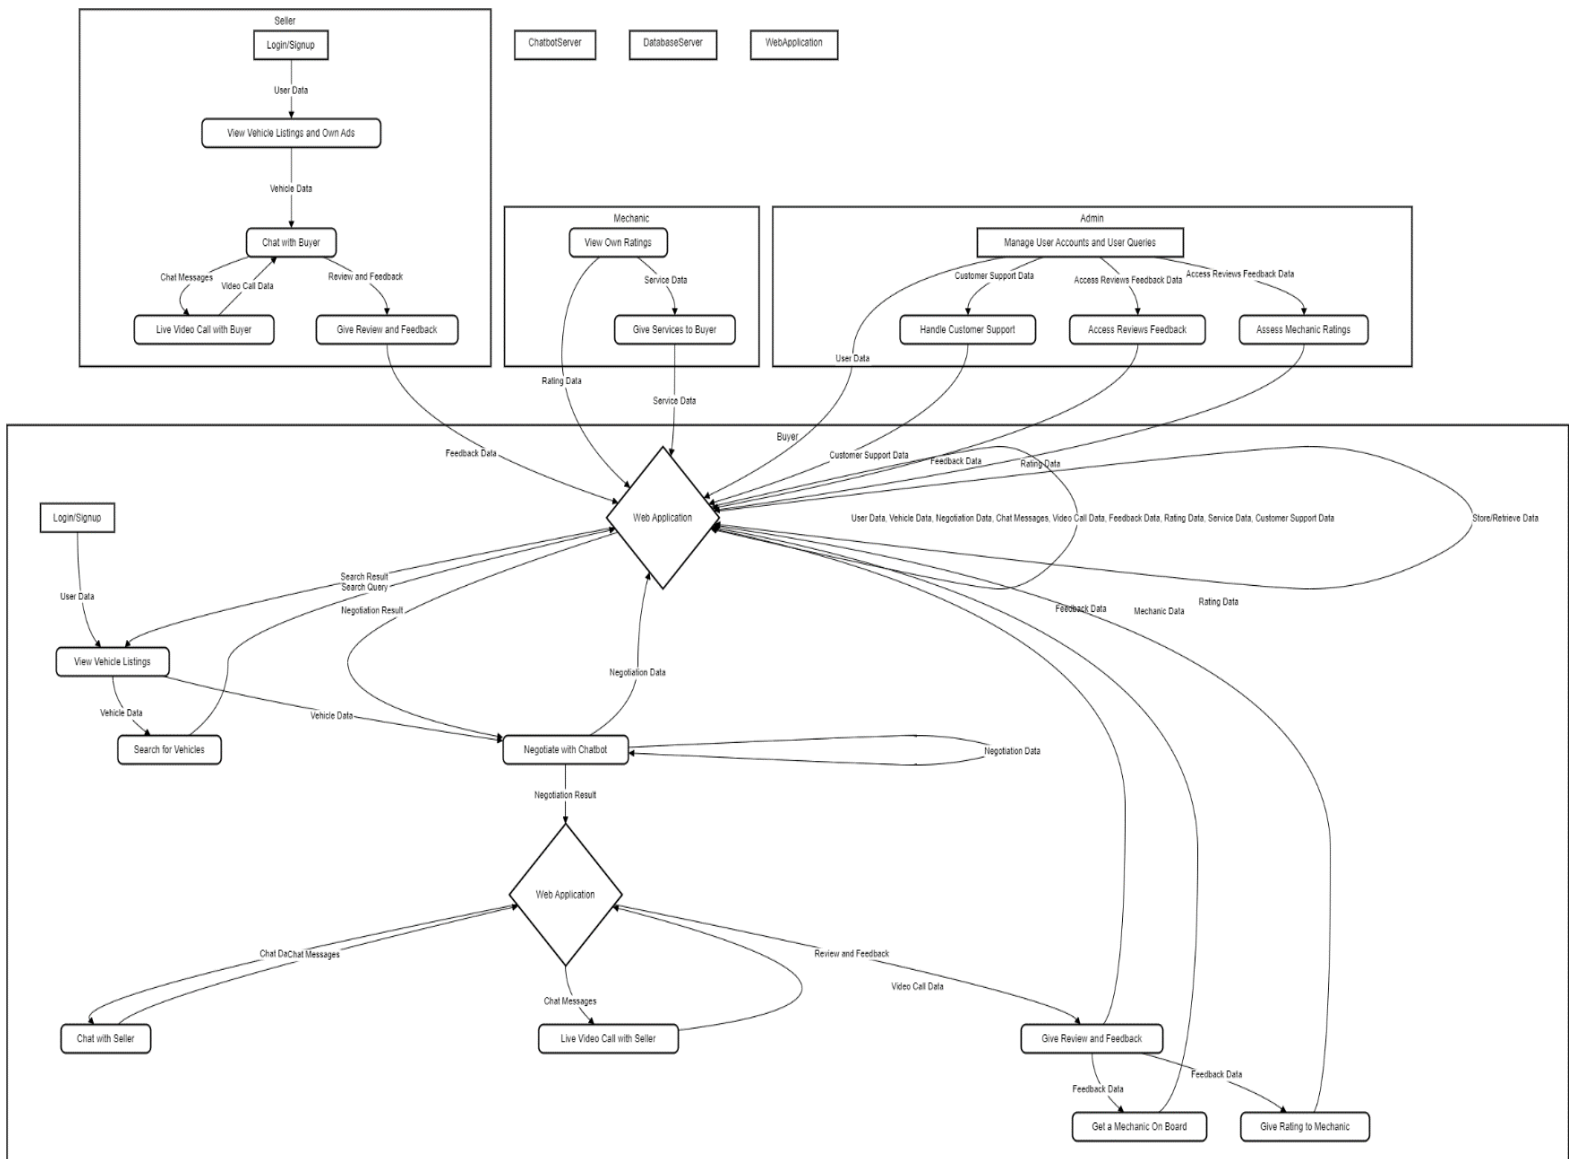 Seller
Login/Signup
ChatbotServer
DatabaseServer
WebApplication
User Data
View Vehicle Listings and Own Ads
Vehicle Data
Chat with Buyer
Chat Messages
Video Call Data
Review and Feedback
Live Video Call with Buyer
Give Review and Feedback
Mechanic
View Own Ratings
Service Data
Give Services to Buyer
Rating Data
Service Data
Admin
Manage User Accounts and User Queries
Customer Support Data
Access Reviews Feedback Data
Access Reviews Feedback Data
Handle Customer Support
Access Reviews Feedback
Assess Mechanic Ratings
User Data
Buyer
Feedback Data
Customer Support Data
Feedback Data
Rating Data
Web Application
User Data, Vehicle Data, Negotiation Data, Chat Messages, Video Call Data, Feedback Data, Rating Data, Service Data, Customer Support Data
Store/Retrieve Data
Login/Signup
User Data
Search Result
Search Query
Negotiation Result
Feedback Data
Mechanic Data
Rating Data
View Vehicle Listings
Negotiation Data
Vehicle Data
Vehicle Data
Search for Vehicles
Negotiate with Chatbot
Negotiation Data
Negotiation Result
Web Application
Chat Da
Chat Messages
Review and Feedback
Video Call Data
Chat Messages
Chat with Seller
Live Video Call with Seller
Give Review and Feedback
Feedback Data
Feedback Data
Get a Mechanic On Board
Give Rating to Mechanic